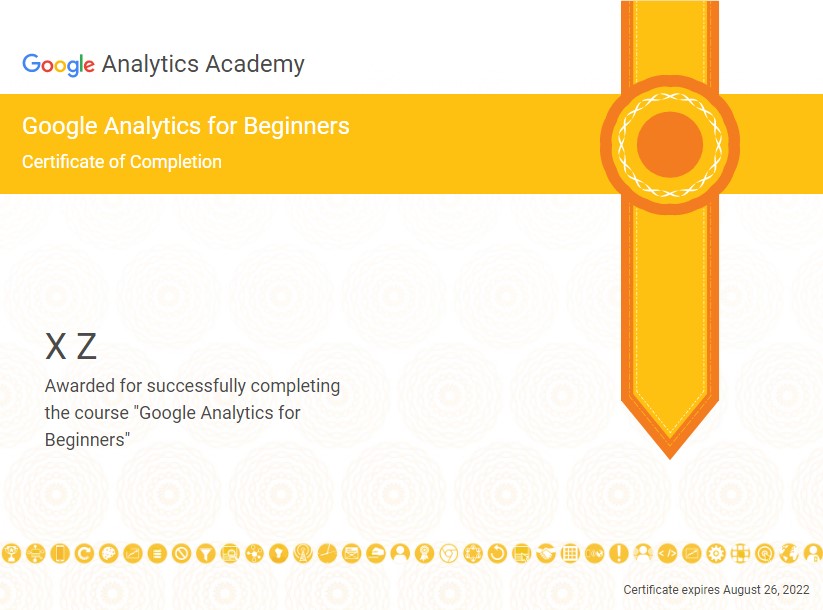 Google Analytics Academy
Google Analytics for Beginners
Certificate of Completion
X Z
Awarded for successfully completing
the course "Google Analytics for
Beginners"
Certificate expires August 26, 2022